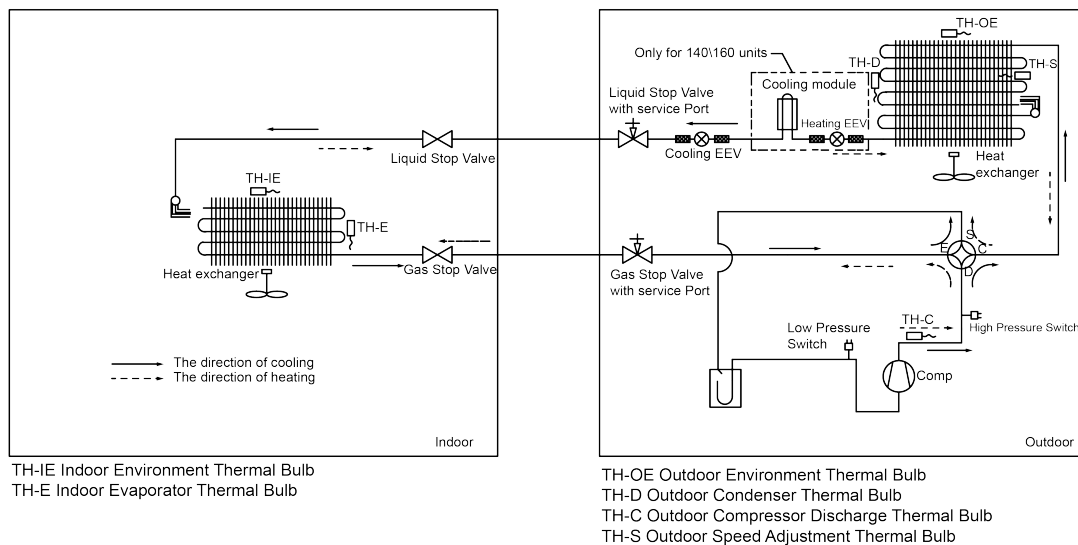 TH-OE
Only for 140\160 units
TH-D
TH-S
Cooling module
Liquid Stop Valve
with service Port
Heating EEV
Cooling EEV
Liquid Stop Valve
Heat
exchanger
TH-IE
TH-E
Heat exchanger
Gas Stop Valve
Gas Stop Valve
with service Port
S
E
C
D
TH-C
High Pressure Switch
Low Pressure
Switch
Comp
The direction of cooling
The direction of heating
Indoor
Outdoor
TH-IE Indoor Environment Thermal Bulb
TH-E Indoor Evaporator Thermal Bulb
TH-OE Outdoor Environment Thermal Bulb
TH-D Outdoor Condenser Thermal Bulb
TH-C Outdoor Compressor Discharge Thermal Bulb
TH-S Outdoor Speed Adjustment Thermal Bulb